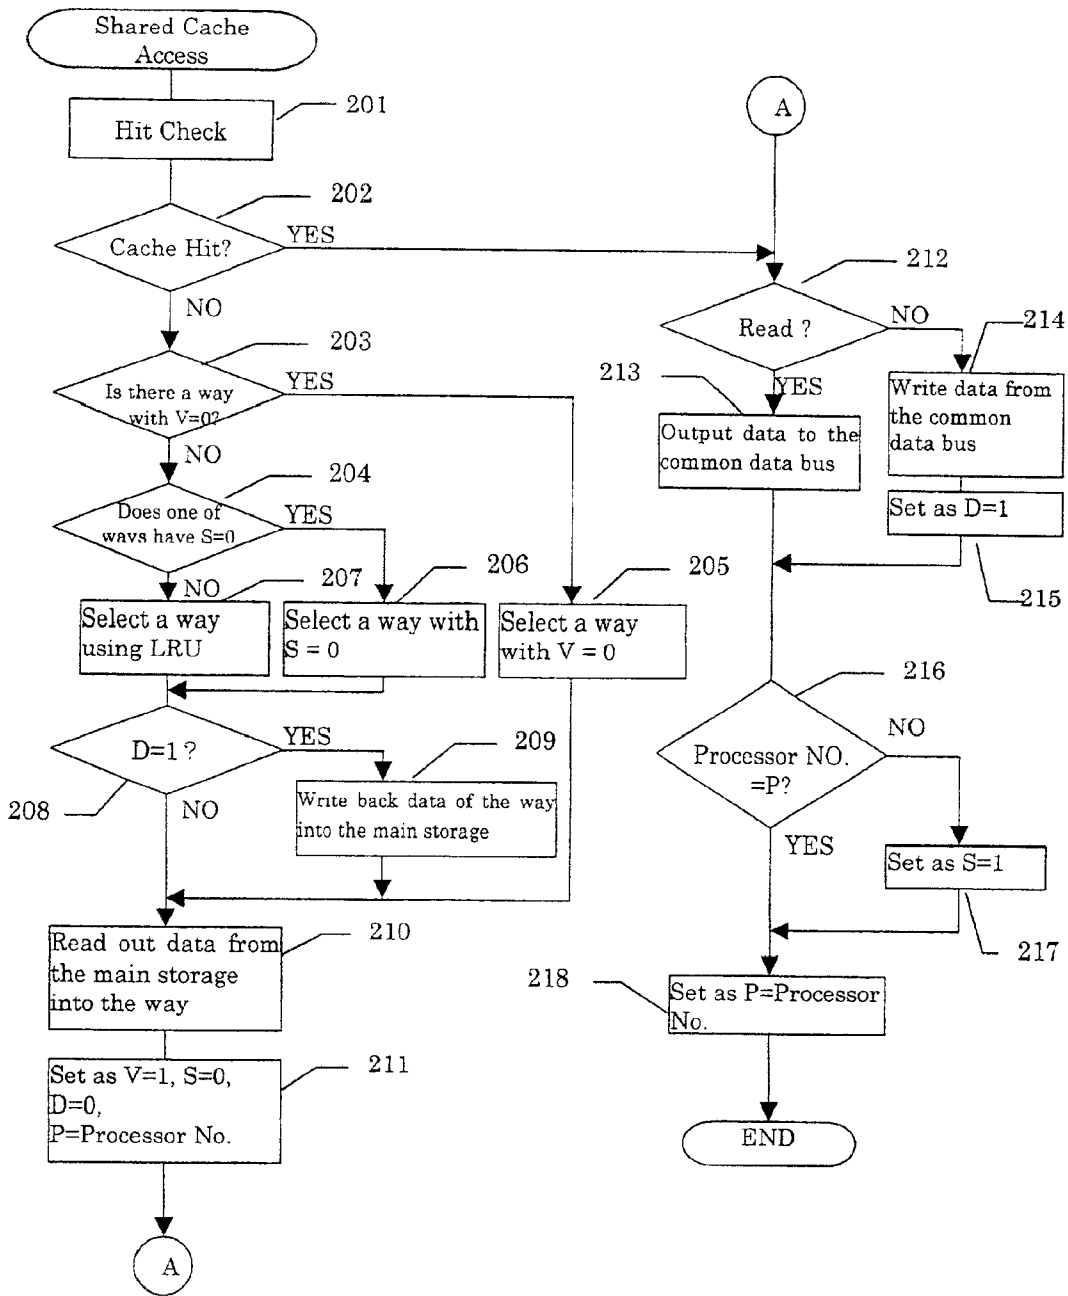 Shared Cache
Access
201
Hit Check
202
Cache Hit?
YES
NO
203
Is there a way
with V=0?
YES
NO
204
Does one of
ways have S=0
YES
NO
207
Select a way
using LRU
206
Select a way with
S = 0
205
Select a way
with V = 0
D=1?
YES
208
NO
209
Write back data of the way
into the main storage
210
Read out data from
the main storage
into the way
211
Set as V=1, S=0,
D=0,
P=Processor No.
A
A
212
Read ?
NO
YES
213
Output data to the
common data bus
214
Write data from
the common
data bus
Set as D=1
215
216
Processor NO.
=P?
NO
YES
Set as S=1
217
218
Set as P=Processor
No.
END